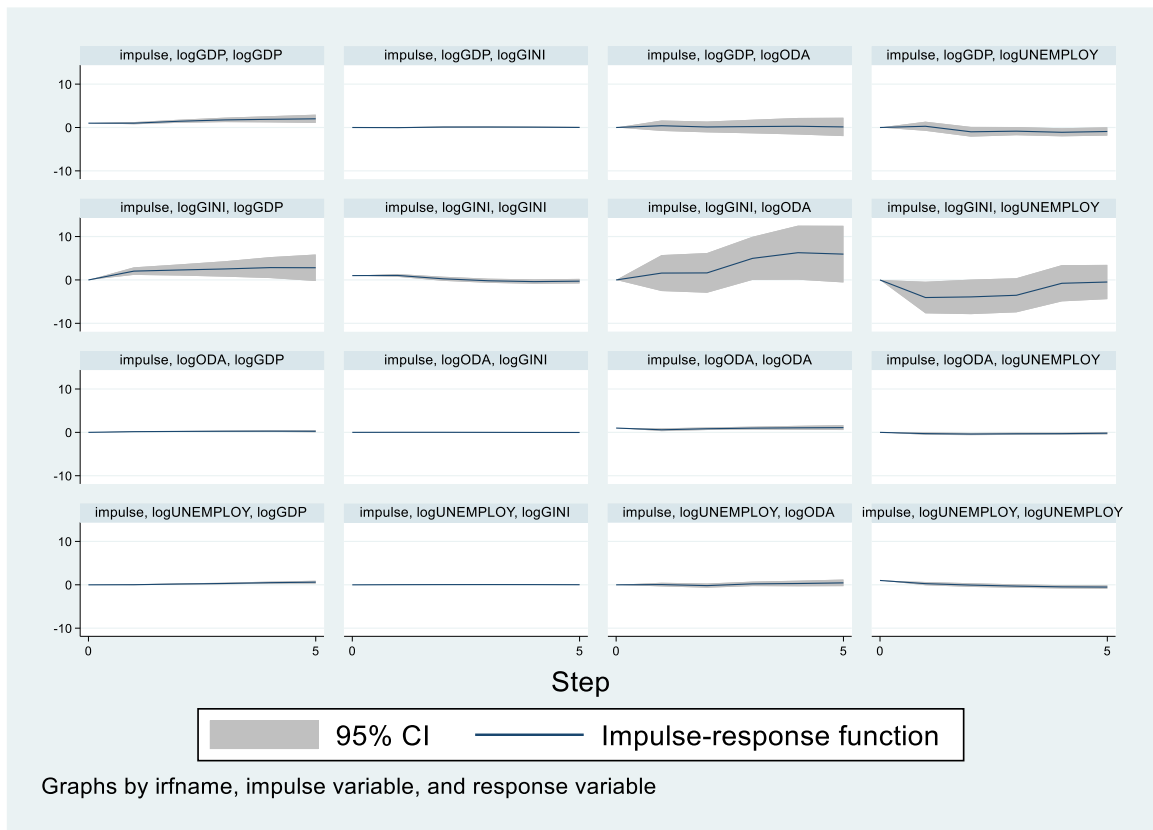 impulse, logGDP, logGDP
impulse, logGDP, logGINI
impulse, logGDP, logODA
impulse, logGDP, logUNEMPLOY
10
0
-10
impulse, logGINI, logGDP
impulse, logGINI, logGINI
impulse, logGINI, logODA
impulse, logGINI, logUNEMPLOY
10
0
-10
impulse, logODA, logGDP
impulse, logODA, logGINI
impulse, logODA, logODA
impulse, logODA, logUNEMPLOY
10
0
-10
impulse, logUNEMPLOY, logGDP
impulse, logUNEMPLOY, logGINI
impulse, logUNEMPLOY, logODA
impulse, logUNEMPLOY, logUNEMPLOY
10
0
-10
0 5 0 5 0 5 0 5
Step
95% CI
Impulse-response function
Graphs by irfname, impulse variable, and response variable